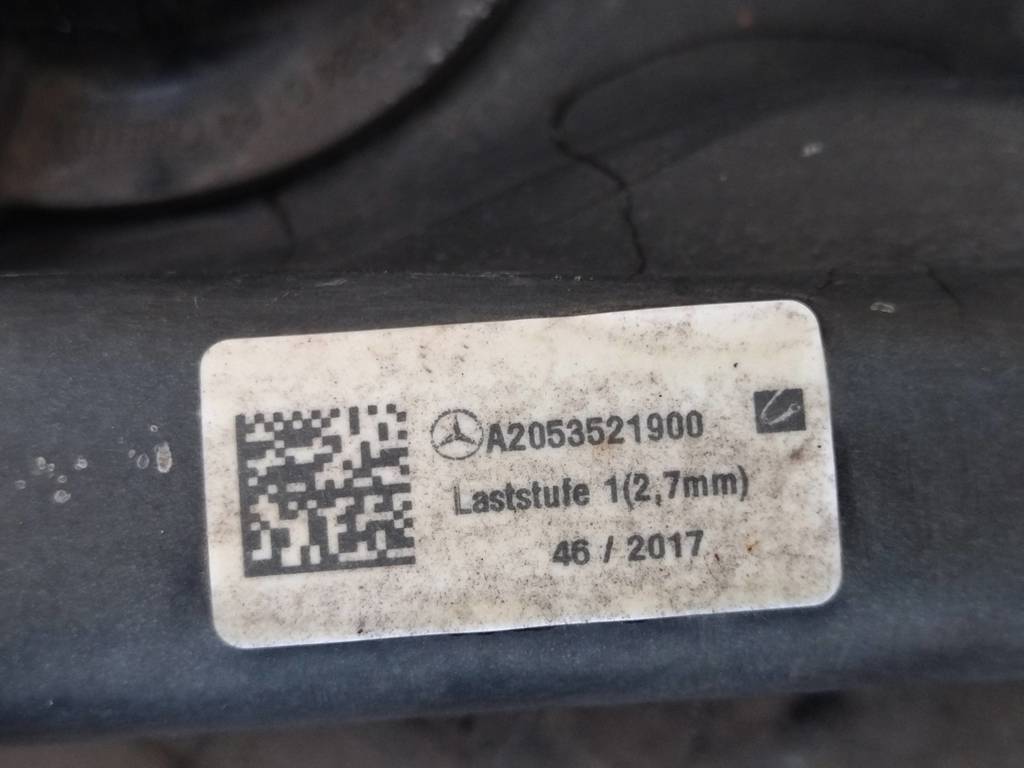 A2053521900
Laststufe 1(2,7mm)
46 / 2017